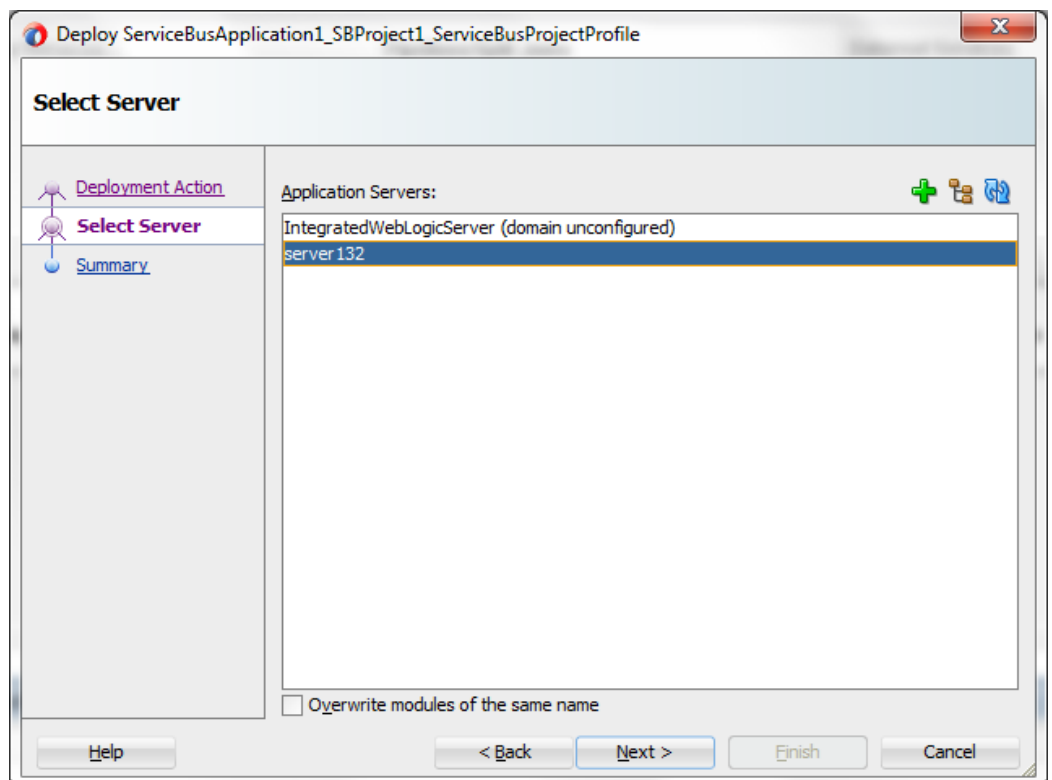 Deploy ServiceBusApplication1_SBProject1_ServiceBusProjectProfile
Select Server
Deployment Action
Select Server
Summary
Application Servers:
IntegratedWebLogicServer (domain unconfigured)
server132
Overwrite modules of the same name
Help
< Back
Next >
Finish
Cancel